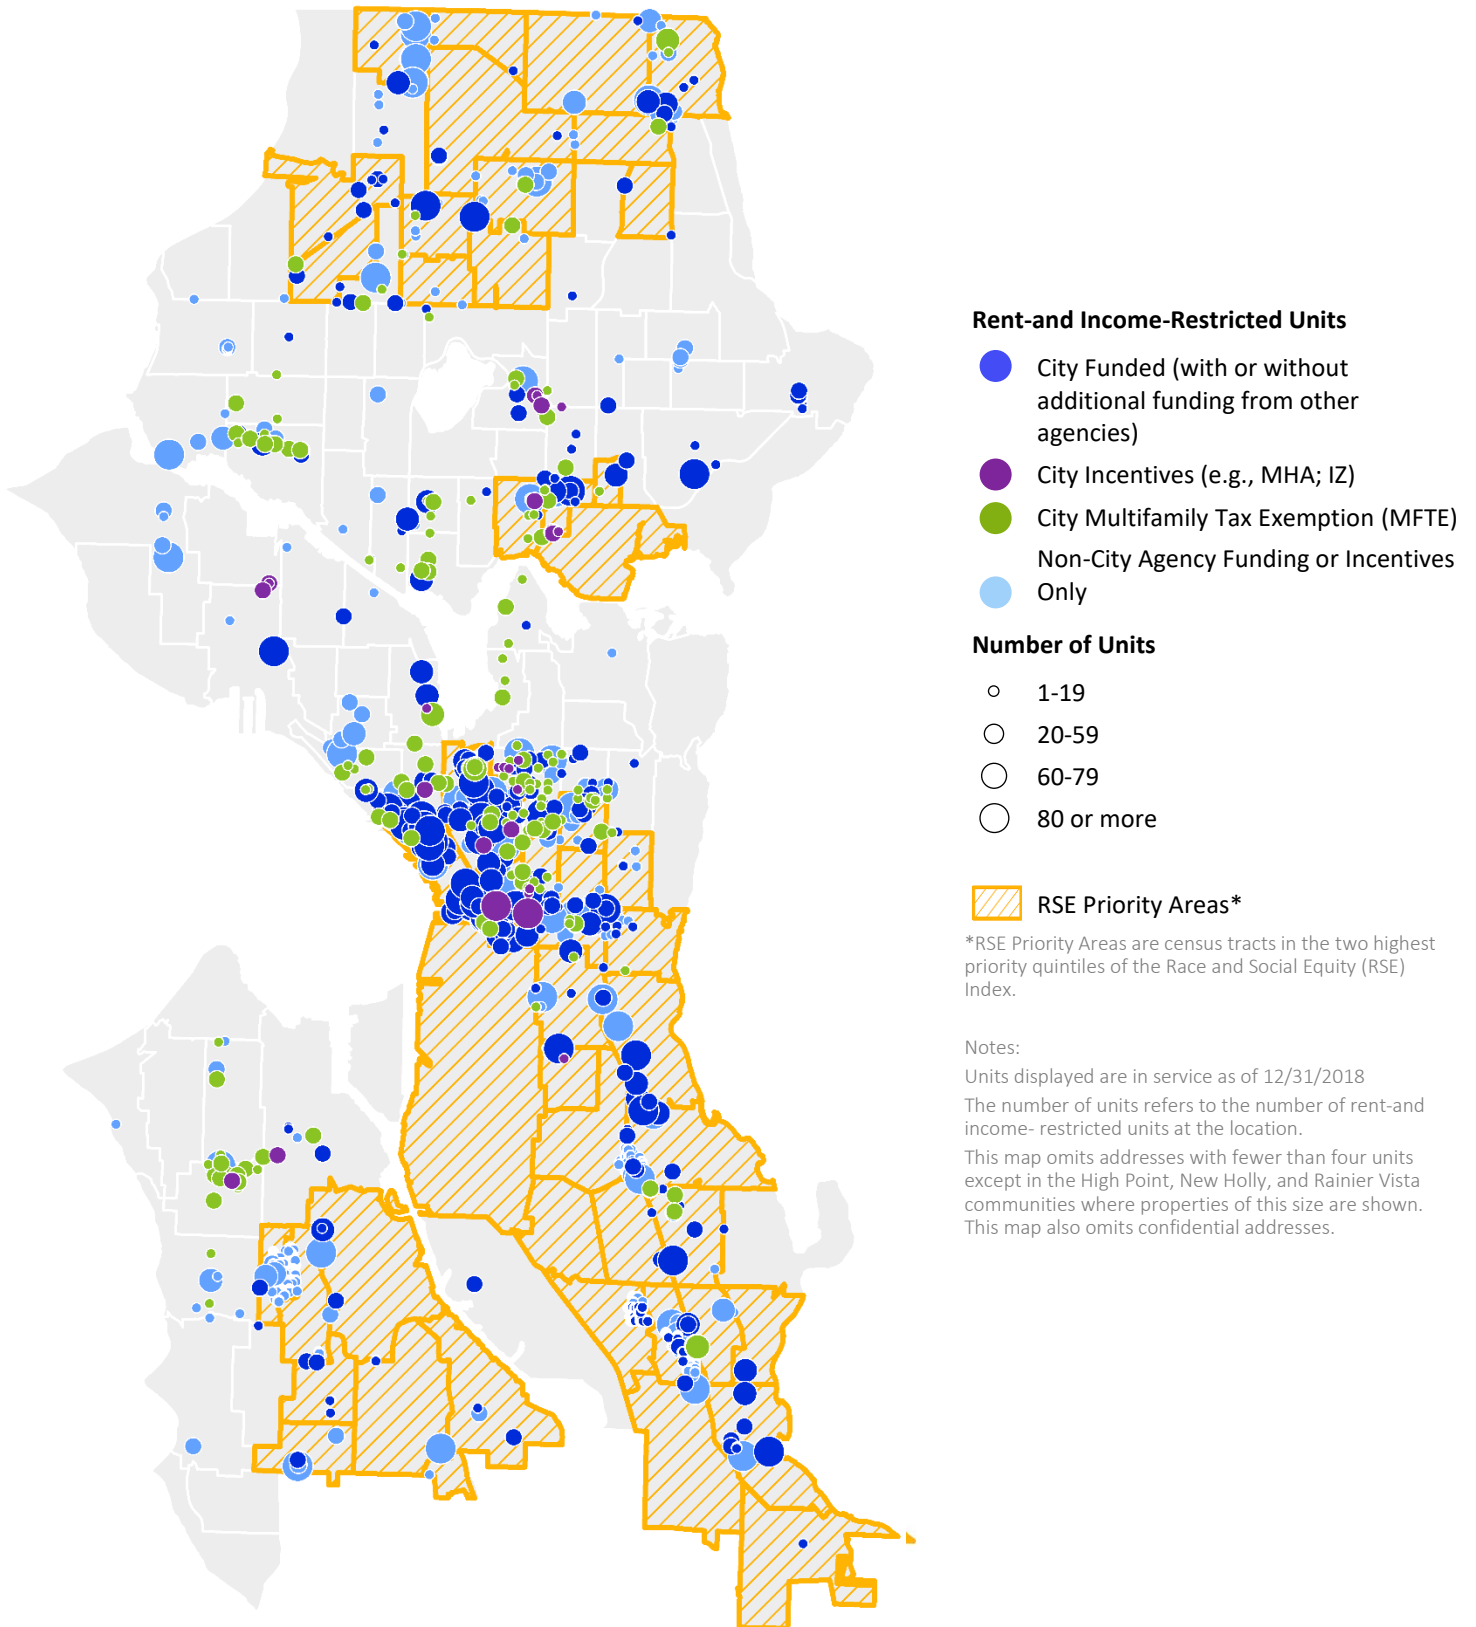 Rent-and Income-Restricted Units
City Funded (with or without
additional funding from other
agencies)
City Incentives (e.g., MHA; IZ)
City Multifamily Tax Exemption (MFTE)
Non-City Agency Funding or Incentives
Only
Number of Units
1-19
20-59
60-79
80 or more
RSE Priority Areas*
*RSE Priority Areas are census tracts in the two highest
priority quintiles of the Race and Social Equity (RSE)
Index.
Notes:
Units displayed are in service as of 12/31/2018
The number of units refers to the number of rent-and
income- restricted units at the location.
This map omits addresses with fewer than four units
except in the High Point, New Holly, and Rainier Vista
communities where properties of this size are shown.
This map also omits confidential addresses.